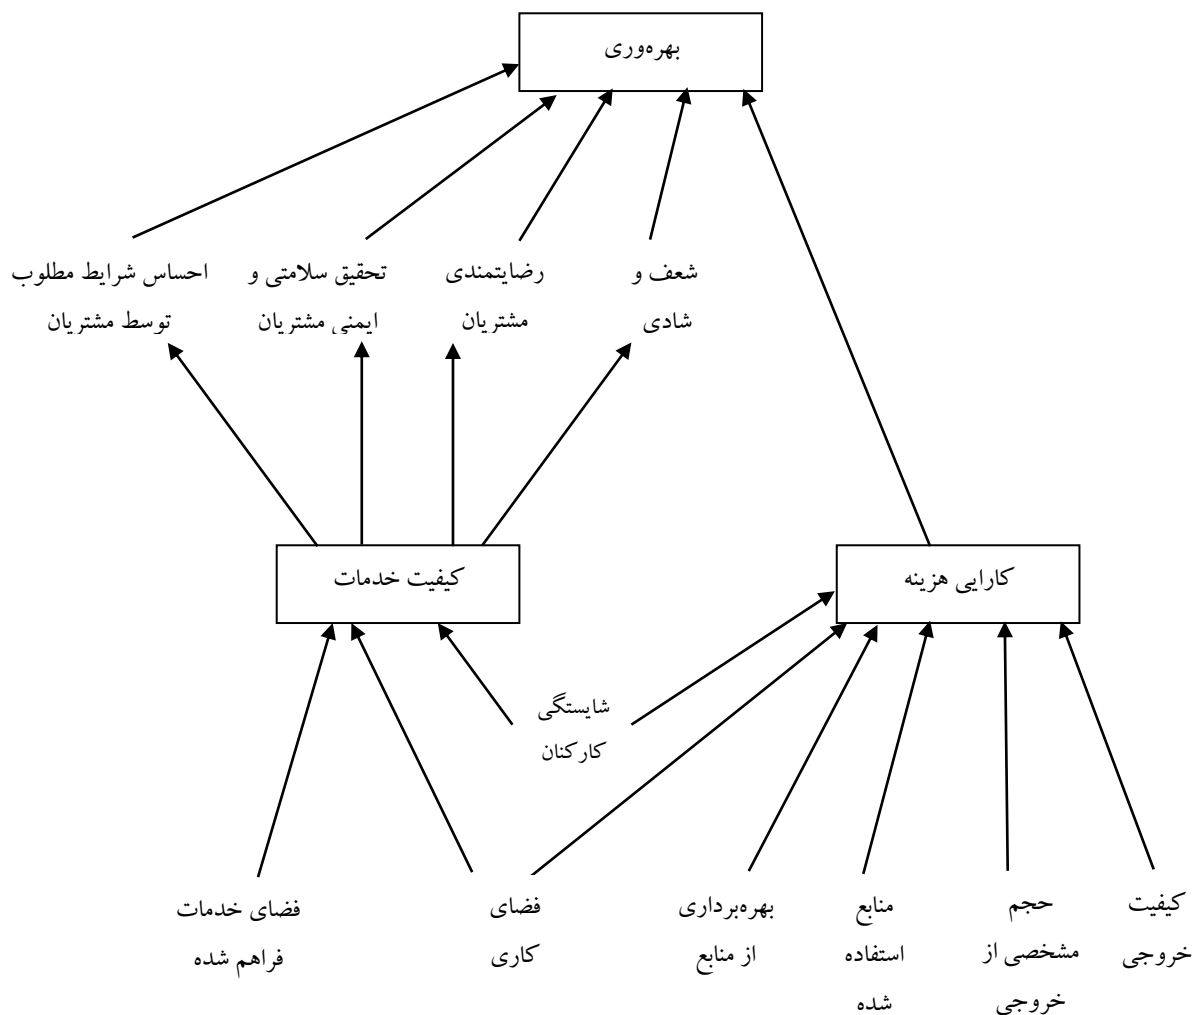 بهره‌وری
شعف و
شادی
رضایتمندی
مشتریان
تحقیق سلامتی و
ایمنی مشتریان
احساس شرایط مطلوب
توسط مشتریان
کارایی هزینه
کیفیت خدمات
شایستگی
کارکنان
کیفیت
خروجی
حجم
مشخصی از
خروجی
منابع
استفاده
شده
بهره‌برداری
از منابع
فضای
کاری
فضای خدمات
فراهم شده